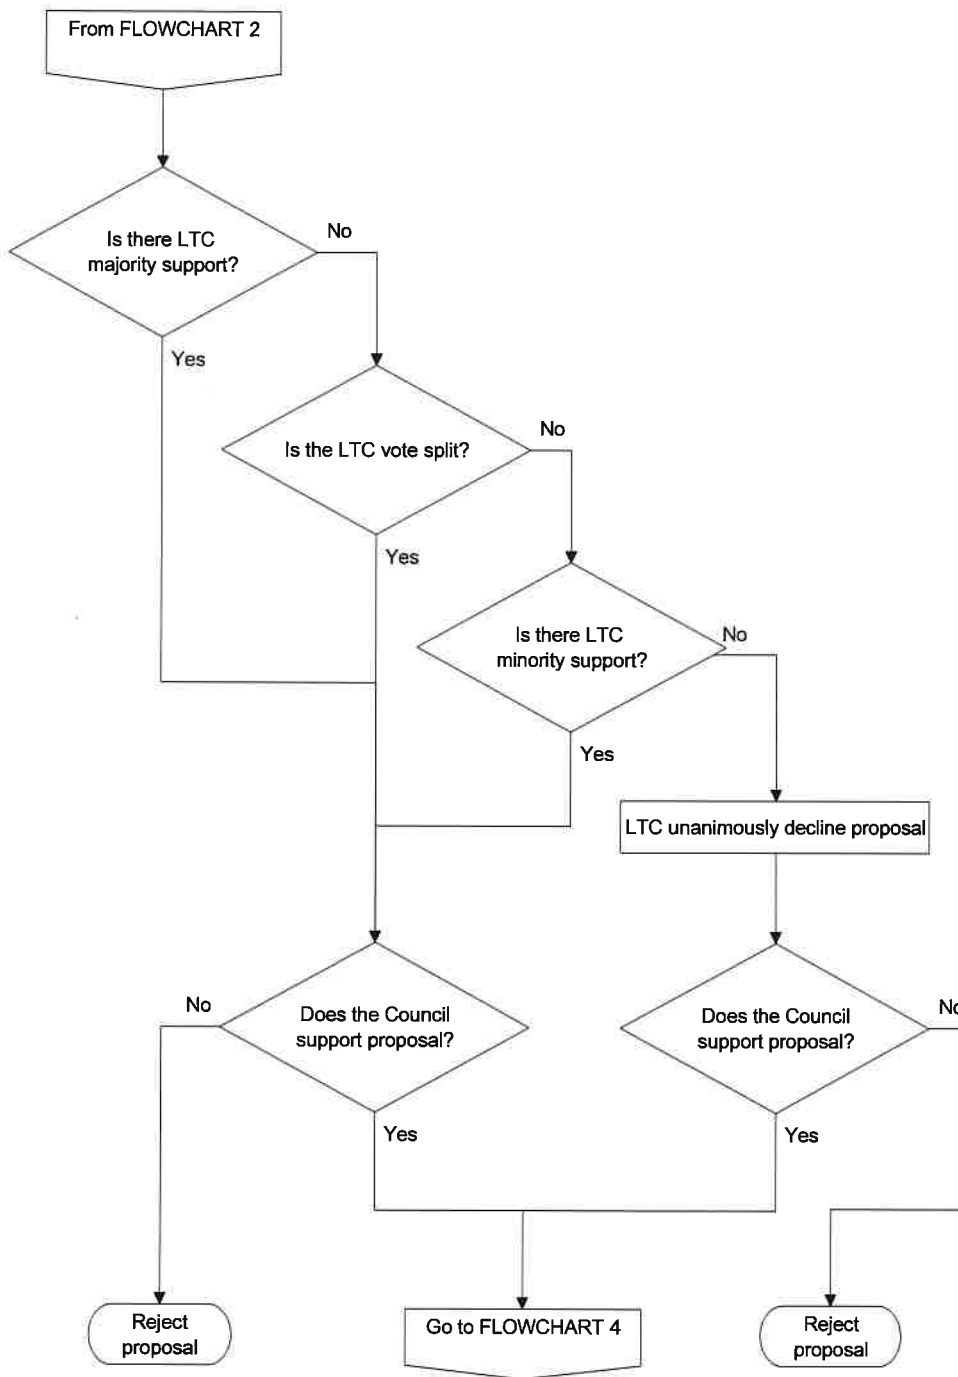 From FLOWCHART 2
Is there LTC
majority support?
No
Yes
Is the LTC vote split?
No
Yes
Is there LTC
minority support?
No
Yes
LTC unanimously decline proposal
Does the Council
support proposal?
No
Yes
Does the Council
support proposal?
No
Yes
Reject
proposal
Go to FLOWCHART 4
Reject
proposal